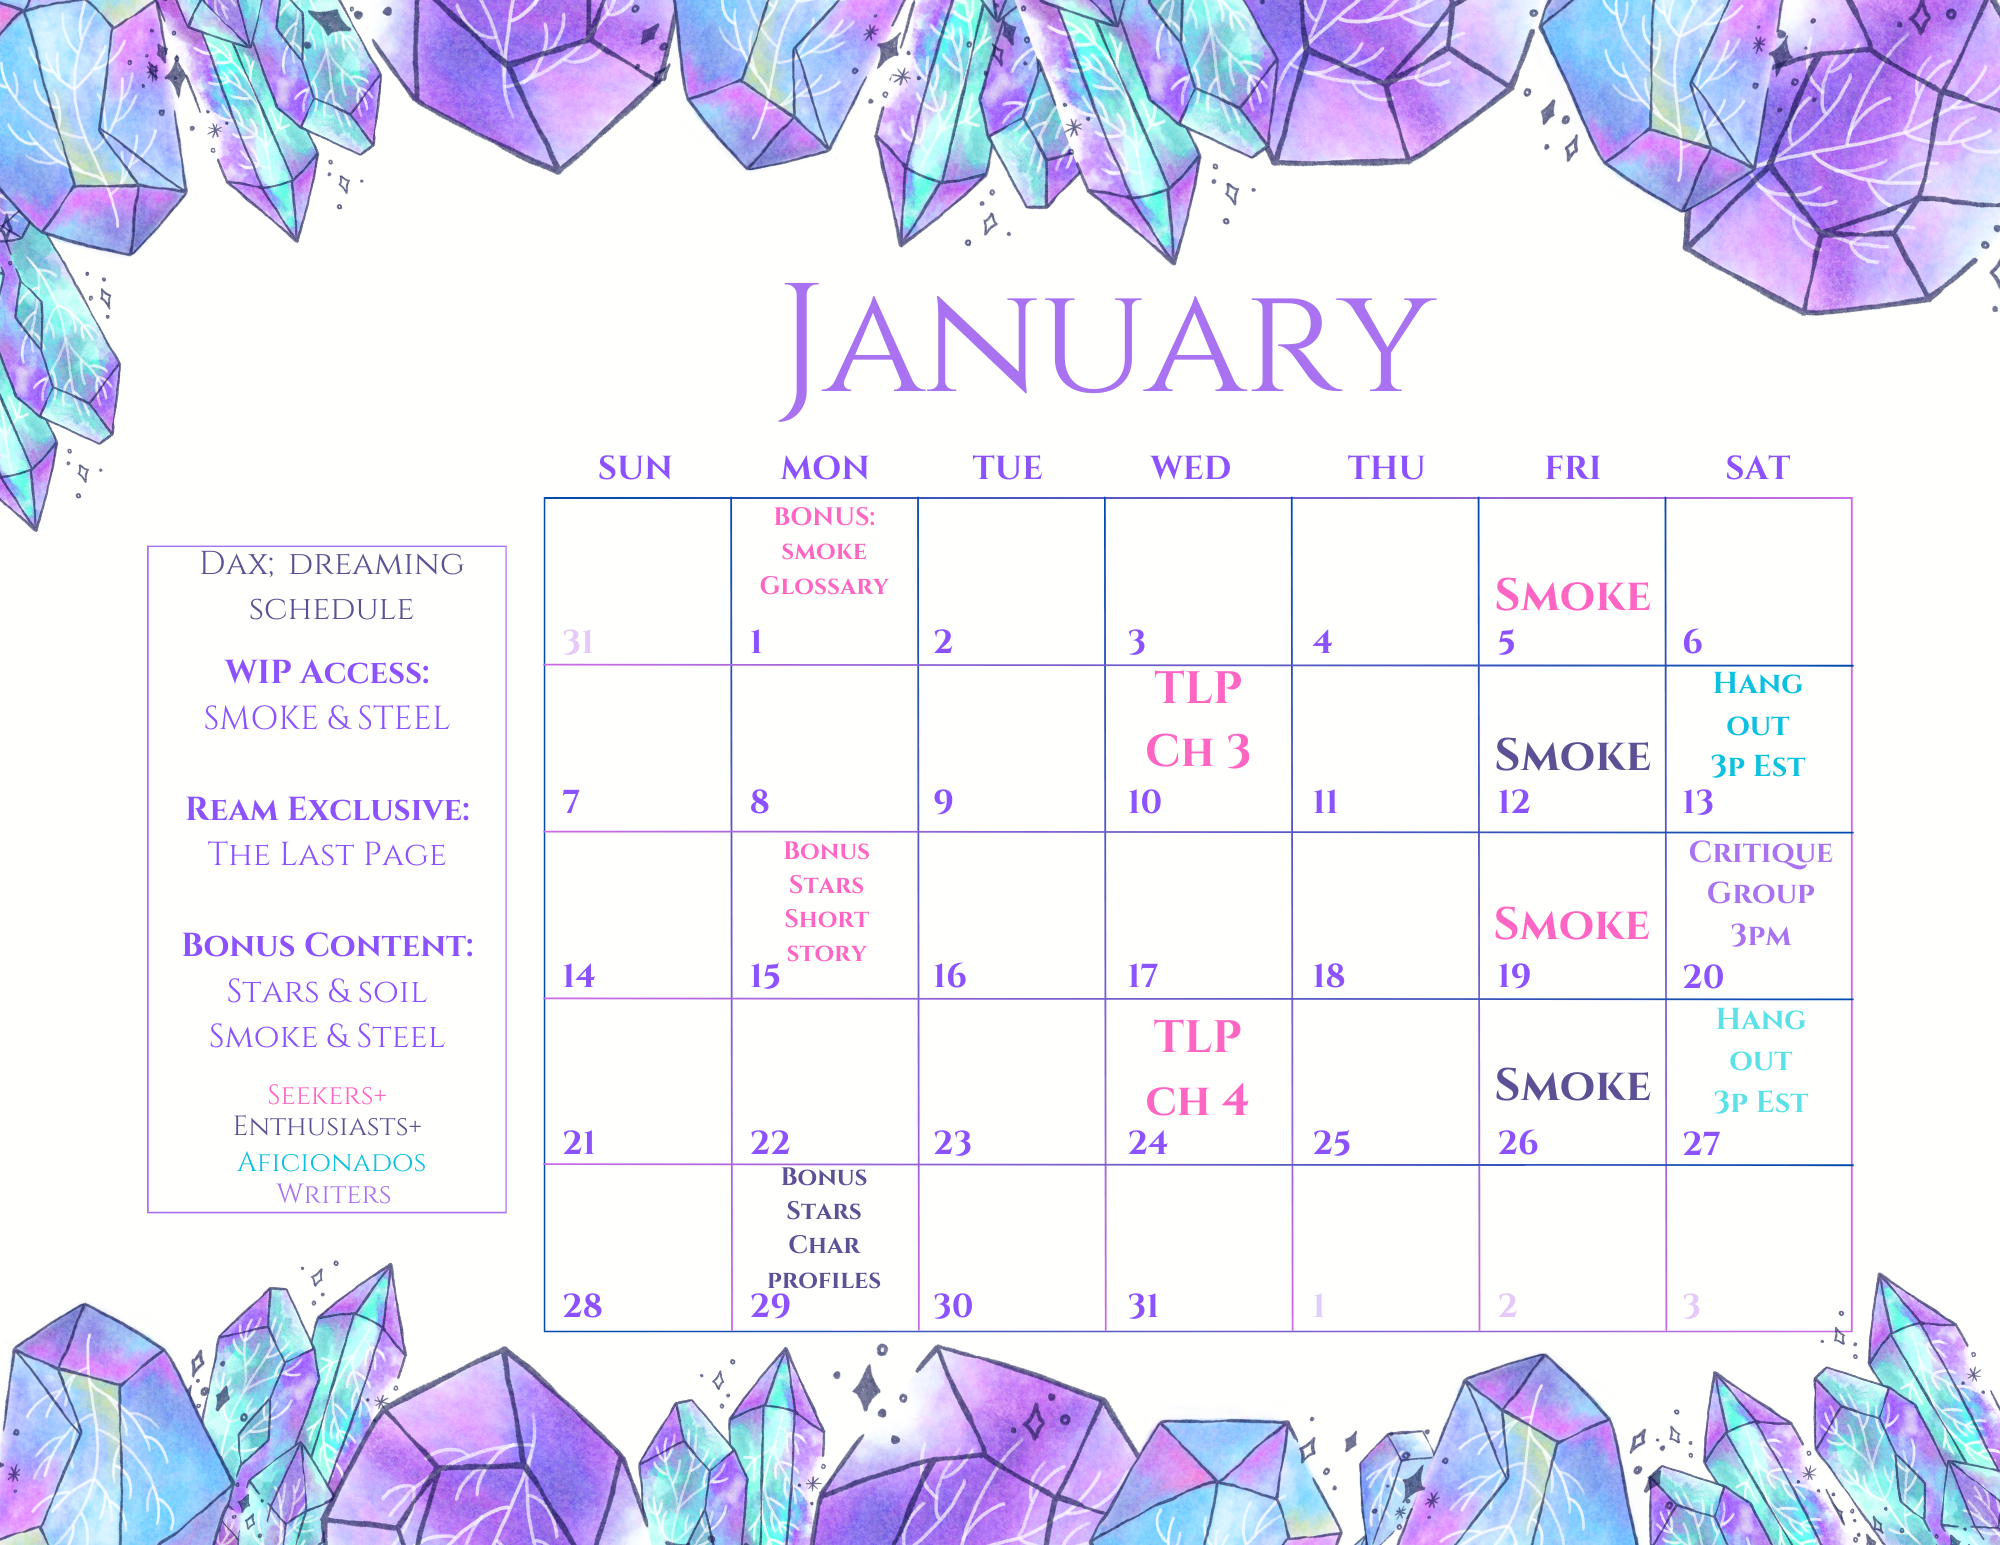 January
SUN MON TUE WED THU FRI SAT
Dax; dreaming
schedule
WIP Access:
SMOKE & STEEL
Ream Exclusive:
The Last Page
Bonus Content:
Stars & soil
Smoke & Steel
Seekers+
Enthusiasts+
Aficionados
Writers
BONUS:
smoke
Glossary
Smoke
31 1 2 3 4 5 6
TLP
Ch 3
Smoke
Hang
out
3p Est
7 8 9 10 11 12 13
Bonus
Stars
Short
story
Smoke
Critique
Group
3pm
14 15 16 17 18 19 20
TLP
ch 4
Smoke
Hang
out
3p Est
21 22 23 24 25 26 27
Bonus
Stars
Char
profiles
28 29 30 31 1 2 3